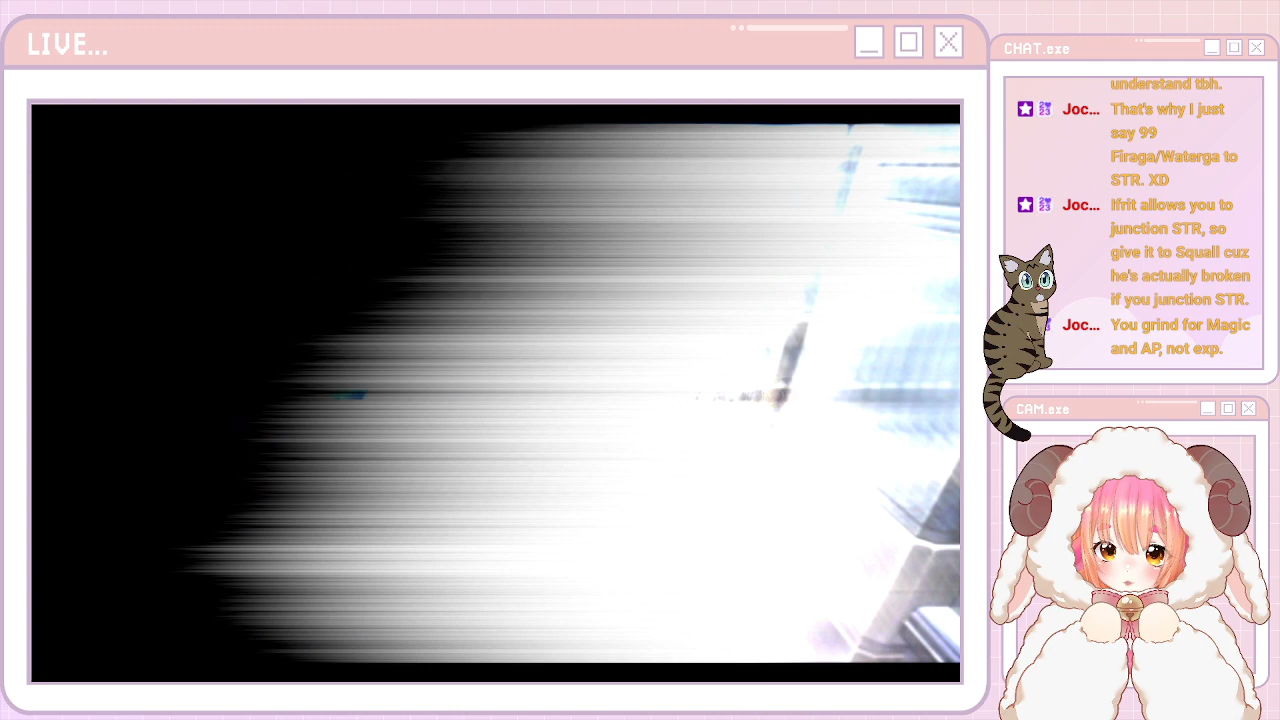 LIVE...
CHAT.exe
understand tbh.
Joc... That's why I just
say 99
Firaga/Waterga to
STR. XD
Joc... Ifrit allows you to
junction STR, so
give it to Squall cuz
he's actually broken
if you junction STR.
Joc... You grind for Magic
and AP, not exp.
CAM.exe